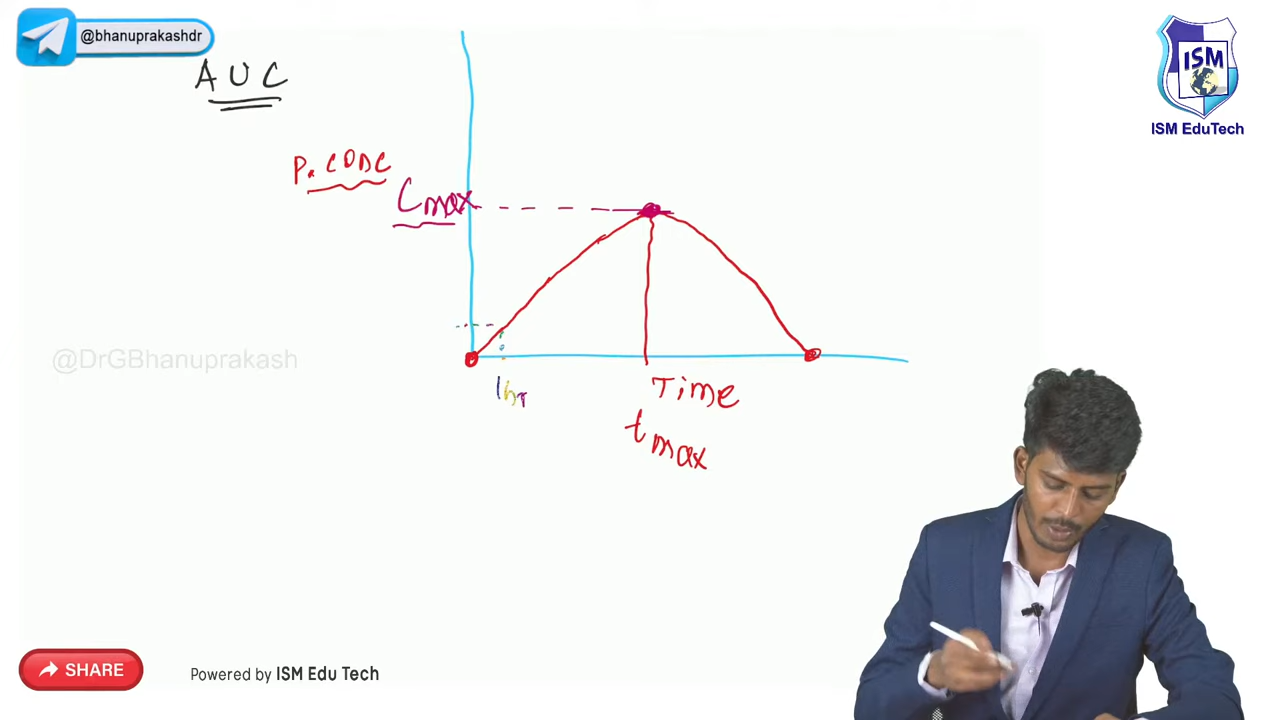 @bhanuprakashdr
AUC
ISM
ISM EduTech
P. CONC
Cmax
@DrGBhanuprakash
1hr
Time
tmax
SHARE
Powered by ISM Edu Tech